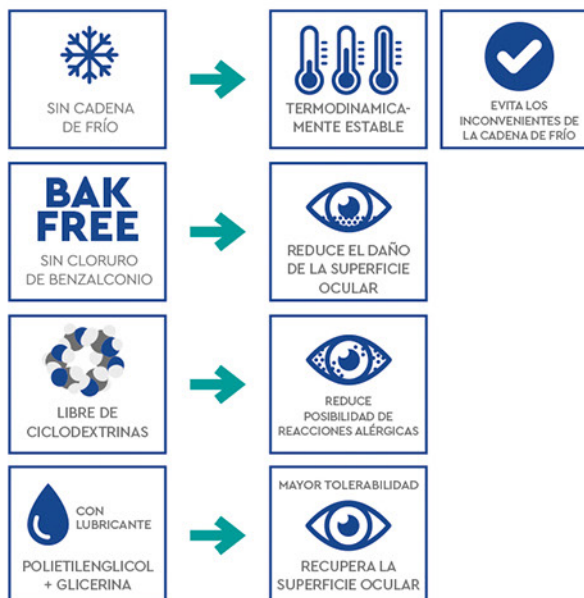 SIN CADENA
DE FRÍO
TERMODINAMICA-
MENTE ESTABLE
EVITA LOS
INCONVENIENTES DE
LA CADENA DE FRÍO
BAK
FREE
SIN CLORURO
DE BENZALCONIO
REDUCE EL DAÑO
DE LA SUPERFICIE
OCULAR
LIBRE DE
CICLODEXTRINAS
REDUCE
POSIBILIDAD DE
REACCIONES ALÉRGICAS
CON
LUBRICANTE
POLIETILENGLICOL
+ GLICERINA
MAYOR TOLERABILIDAD
RECUPERA LA
SUPERFICIE OCULAR